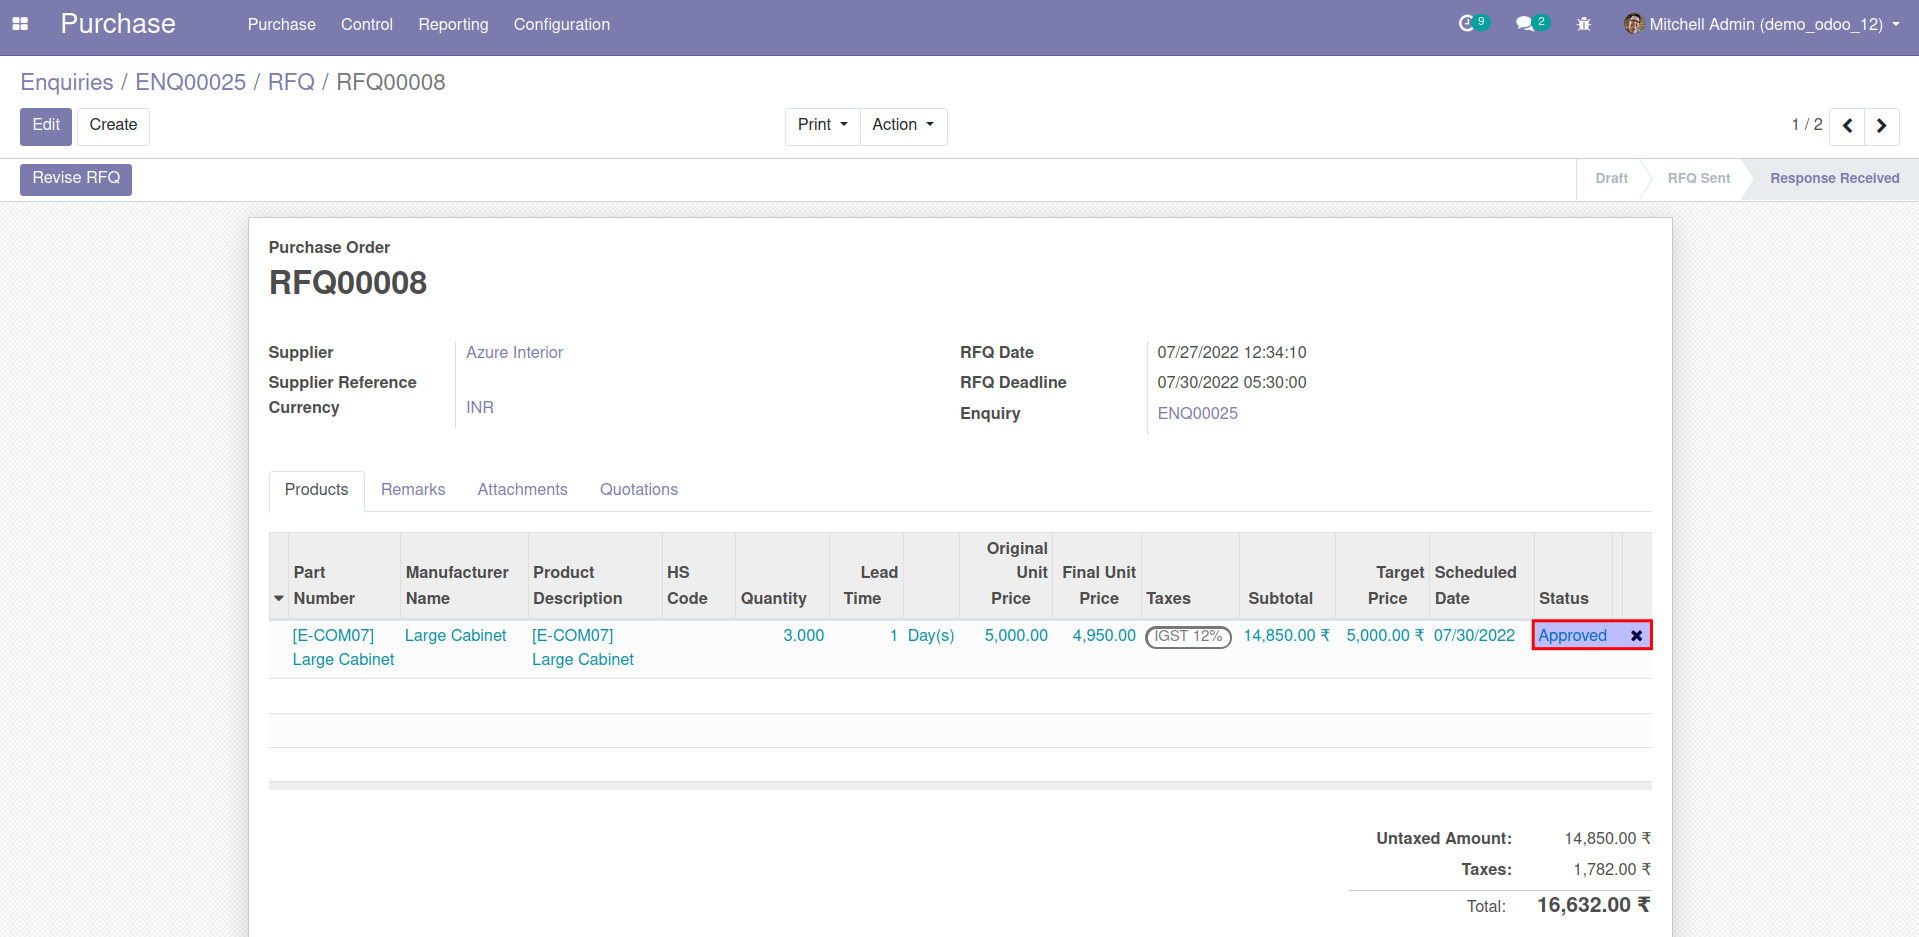 Purchase
Purchase Control Reporting Configuration
9 2 Mitchell Admin (demo_odoo_12)
Enquiries / ENQ00025 / RFQ / RFQ00008
Edit Create Print Action 1 / 2
Revise RFQ Draft RFQ Sent Response Received
Purchase Order
RFQ00008
Supplier Azure Interior RFQ Date 07/27/2022 12:34:10
Supplier Reference RFQ Deadline 07/30/2022 05:30:00
Currency INR Enquiry ENQ00025
Products Remarks Attachments Quotations
Part Number Manufacturer Name Product Description HS Code Quantity Lead Time Original Unit Price Final Unit Price Taxes Subtotal Target Price Scheduled Date Status
[E-COM07] Large Cabinet [E-COM07] 3.000 1 Day(s) 5,000.00 4,950.00 IGST 12% 14,850.00 ₹ 5,000.00 ₹ 07/30/2022 Approved
Large Cabinet Large Cabinet
Untaxed Amount: 14,850.00 ₹
Taxes: 1,782.00 ₹
Total: 16,632.00 ₹